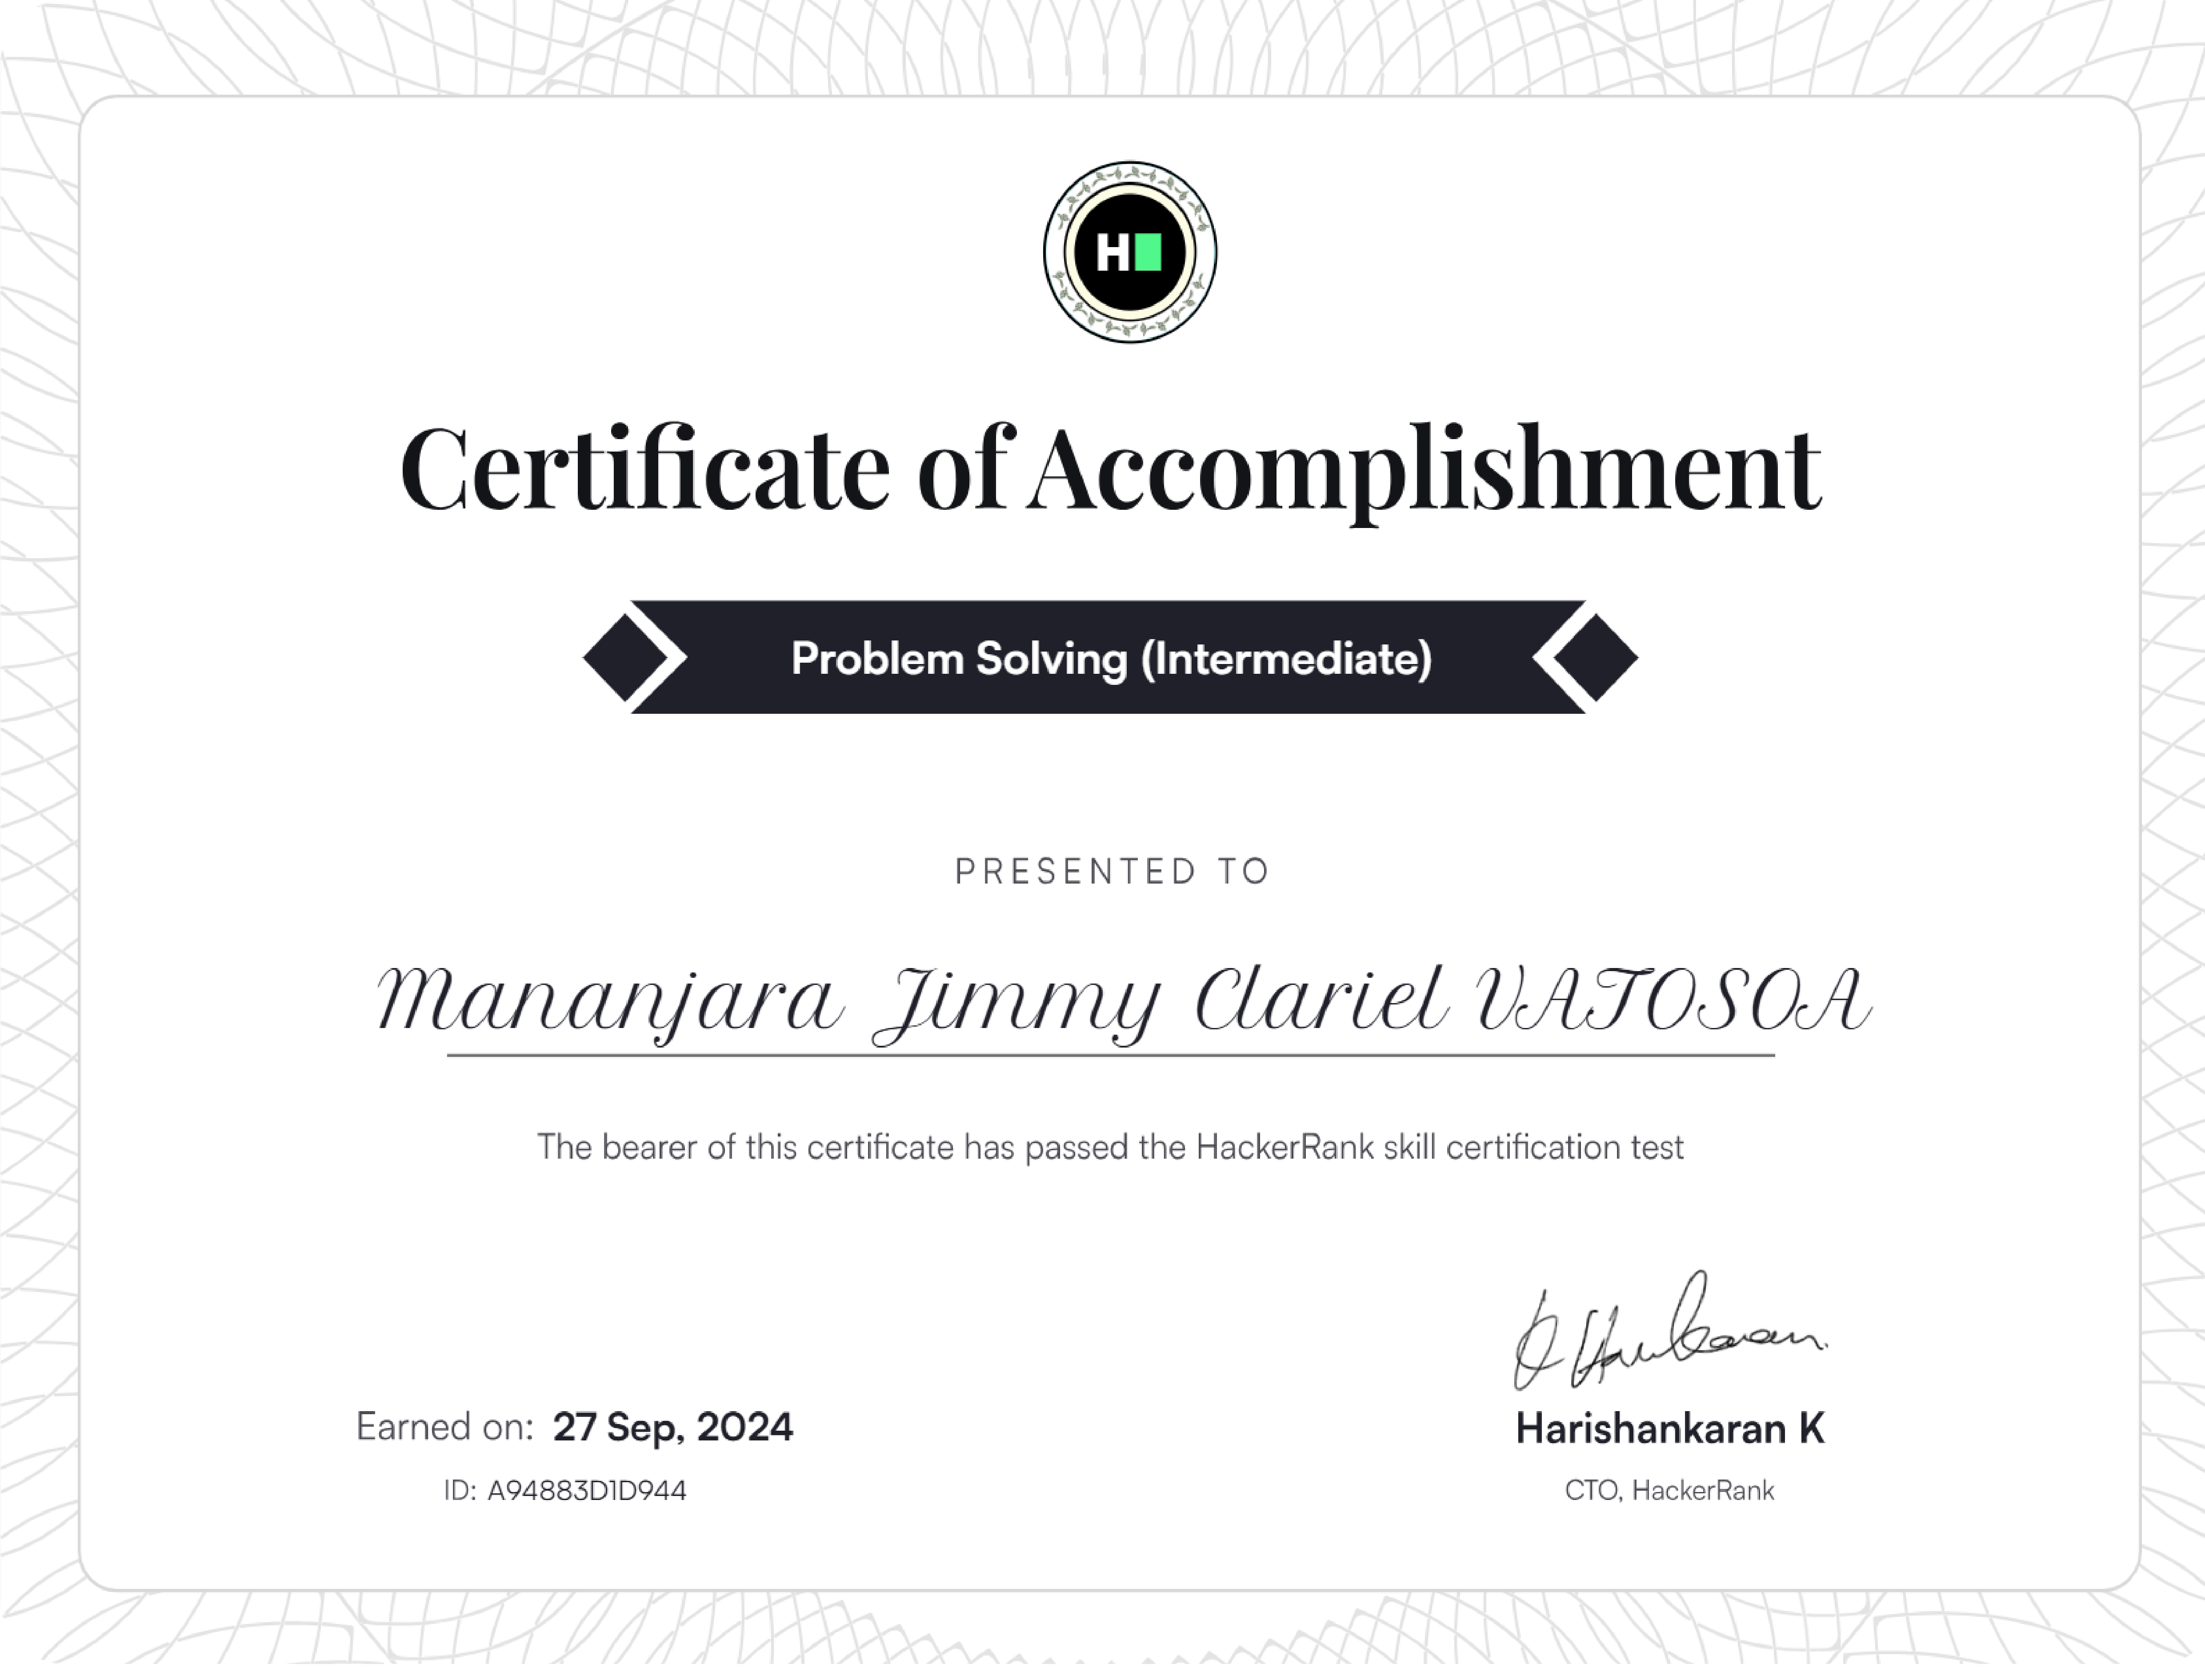 H
Certificate of Accomplishment
Problem Solving (Intermediate)
PRESENTED TO
Mananjara Jimmy Clariel VATOSOA
The bearer of this certificate has passed the HackerRank skill certification test
Earned on: 27 Sep, 2024
ID: A94883D1D944
Harishankaran K
CTO, HackerRank